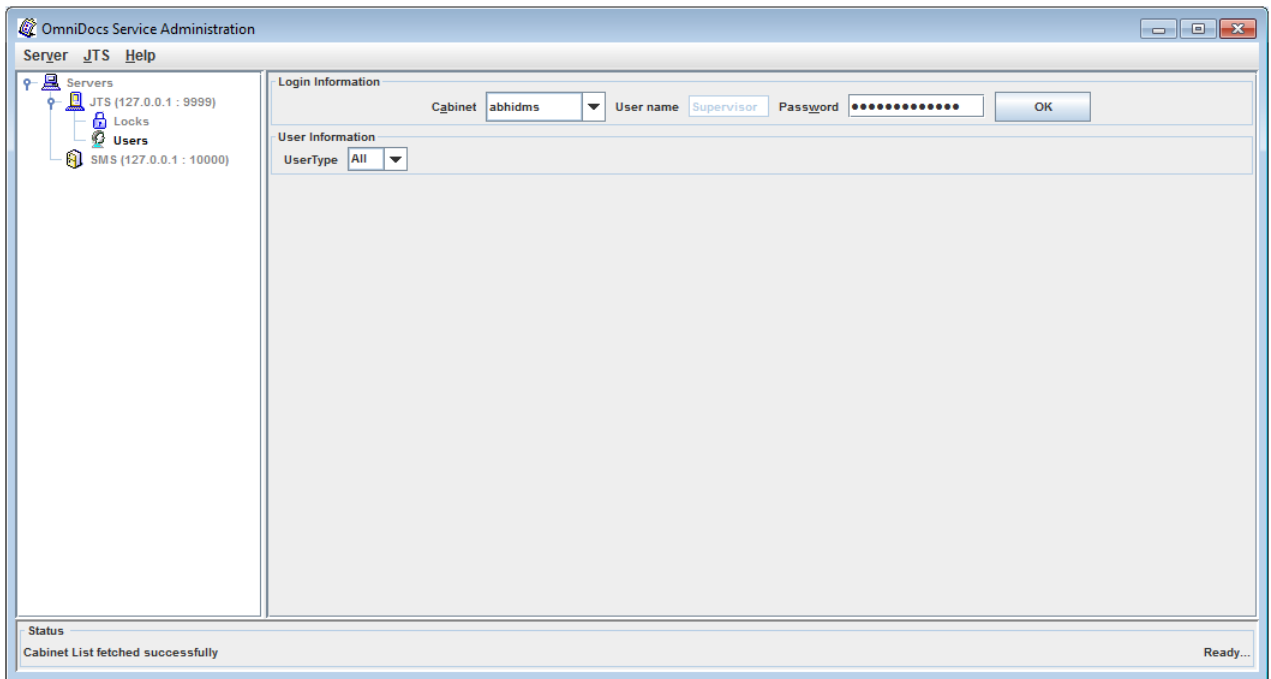 OmniDocs Service Administration
Server JTS Help
Servers
JTS (127.0.0.1 : 9999)
Locks
Users
SMS (127.0.0.1 : 10000)
Login Information
Cabinet abhidms User name Supervisor Password ●●●●●●●●●●●●● OK
User Information
UserType All
Status
Cabinet List fetched successfully Ready...